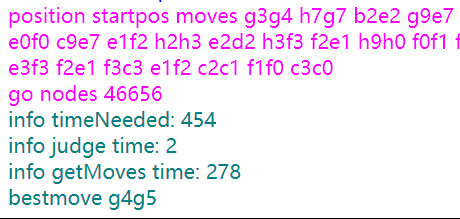 position startpos moves g3g4 h7g7 b2e2 g9e7
e0f0 c9e7 e1f2 h2h3 e2d2 h3f3 f2e1 h9h0 f0f1 f
e3f3 f2e1 f3c3 e1f2 c2c1 f1f0 c3c0
go nodes 46656
info timeNeeded: 454
info judge time: 2
info getMoves time: 278
bestmove g4g5